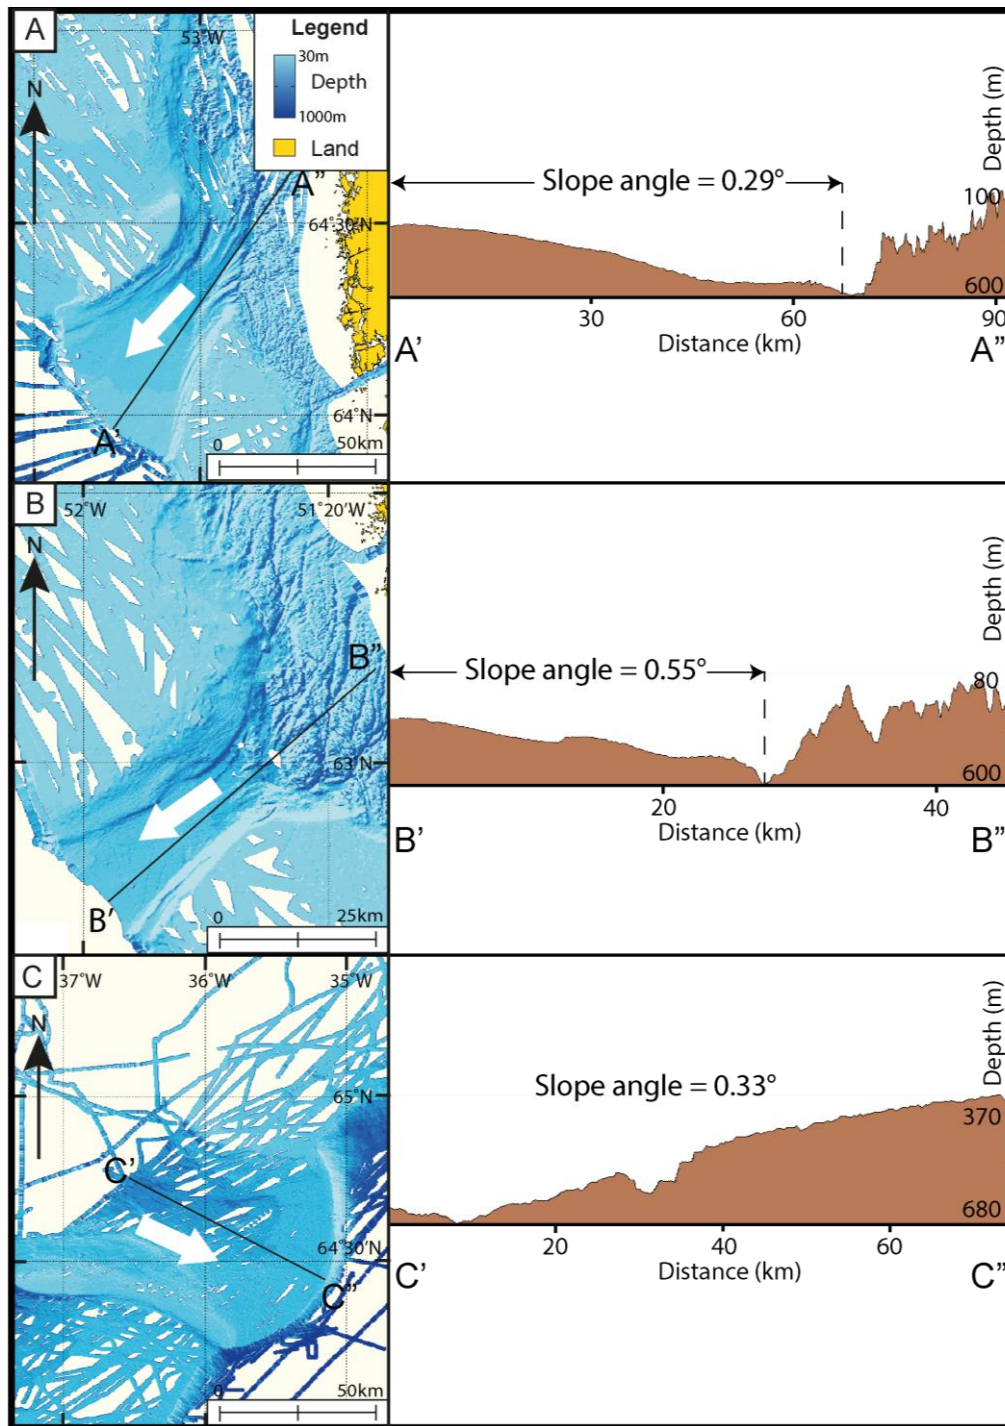 A
53°W
Legend
30m
Depth
1000m
Land
N
A"
64°30'N
A'
64°N
0
50km
Slope angle = 0.29°
Depth (m)
100
600
30
60
90
A'
Distance (km)
A"
B
52°W
51°20'W
N
B"
63°N
B'
0
25km
Slope angle = 0.55°
Depth (m)
80
600
20
40
B'
Distance (km)
B"
C
37°W
36°W
35°W
N
65°N
C'
64°30'N
C"
0
50km
Slope angle = 0.33°
Depth (m)
370
680
20
40
60
C'
Distance (km)
C"